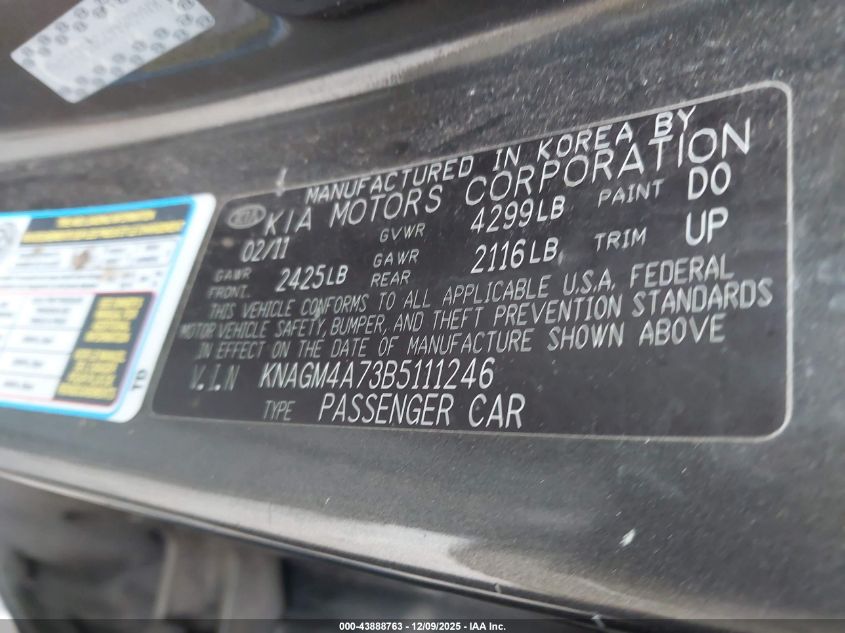 MANUFACTURED IN KOREA BY
KIA KIA MOTORS CORPORATION
02/11 GVWR 4299LB PAINT D0
GAWR FRONT. 2425LB GAWR REAR 2116LB, TRIM UP
THIS VEHICLE CONFORMS TO ALL APPLICABLE U.S.A. FEDERAL
MOTOR VEHICLE SAFETY, BUMPER, AND THEFT PREVENTION STANDARDS
IN EFFECT ON THE DATE OF MANUFACTURE SHOWN ABOVE
V.I.N KNAGM4A73B5111246
TYPE PASSENGER CAR
TD
000-43888763 - 12/09/2025 - IAA Inc.